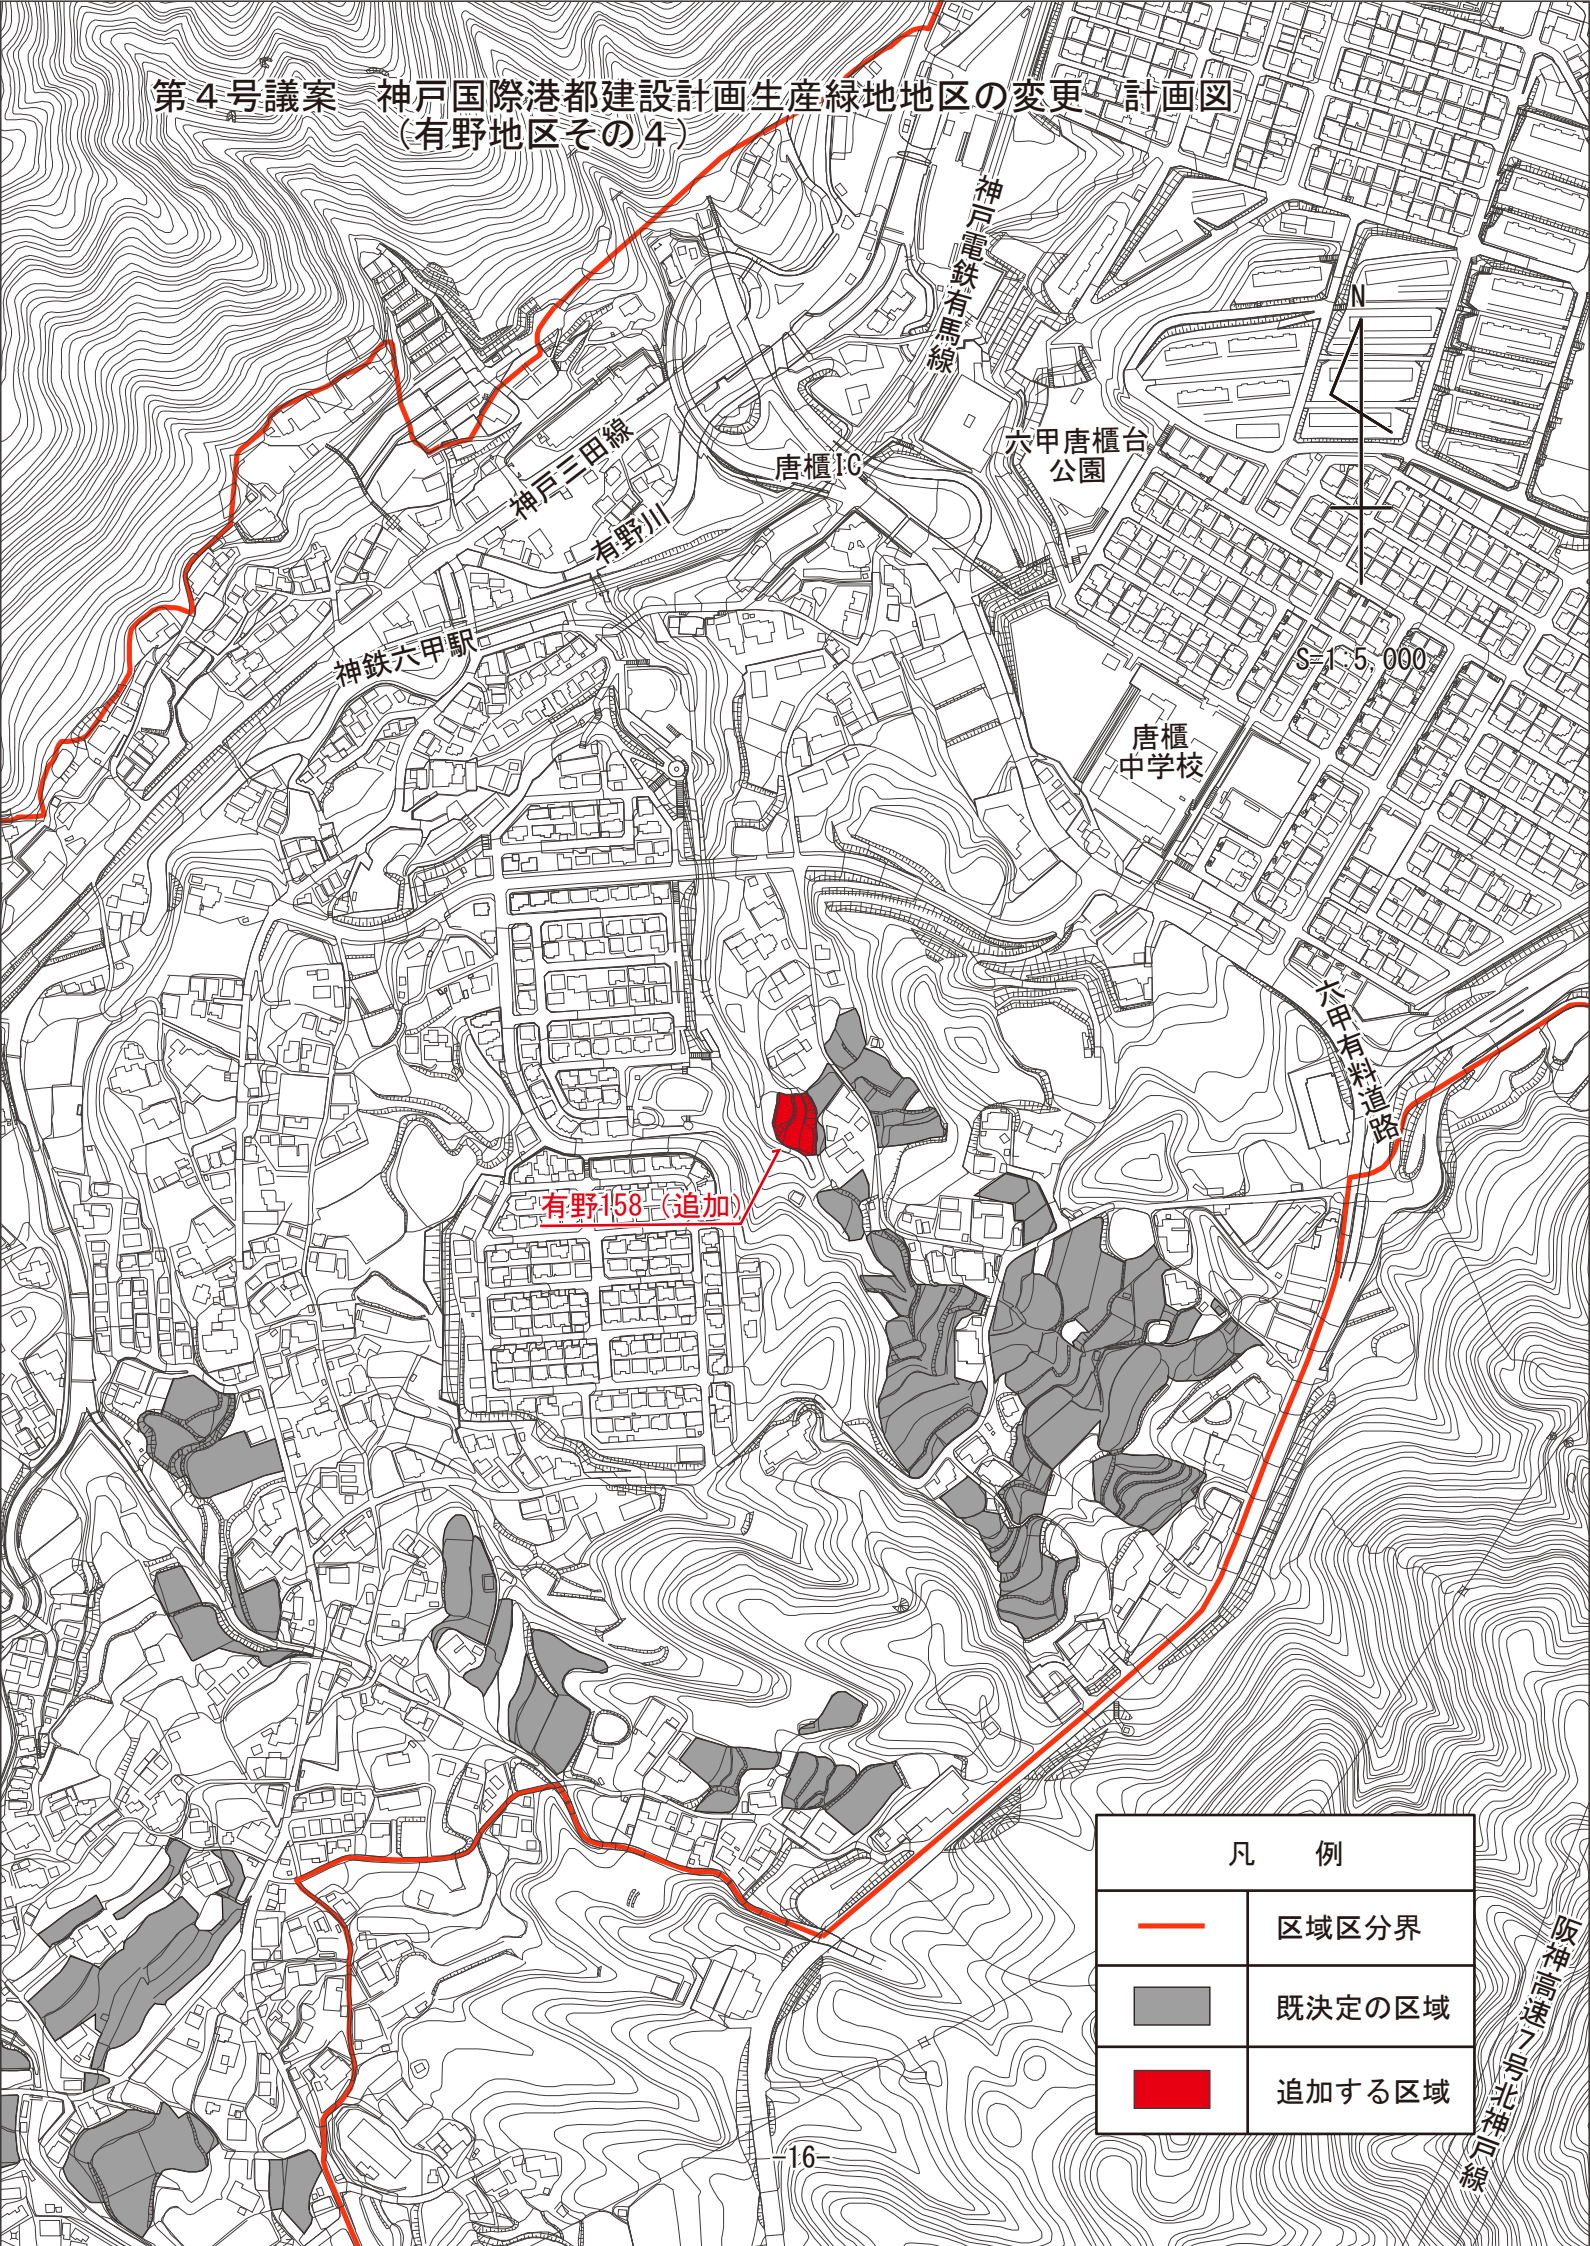 第４号議案　神戸国際港都建設計画生産緑地地区の変更　計画図
（有野地区その４）
神戸電鉄有馬線
N
六甲唐櫃台
公園
唐櫃IC
神戸三田線
有野川
神鉄六甲駅
S=1:5,000
唐櫃
中学校
六甲有料道路
有野158（追加）
凡　例
区域区分界
既決定の区域
追加する区域
阪神高速7号北神戸線
-16-